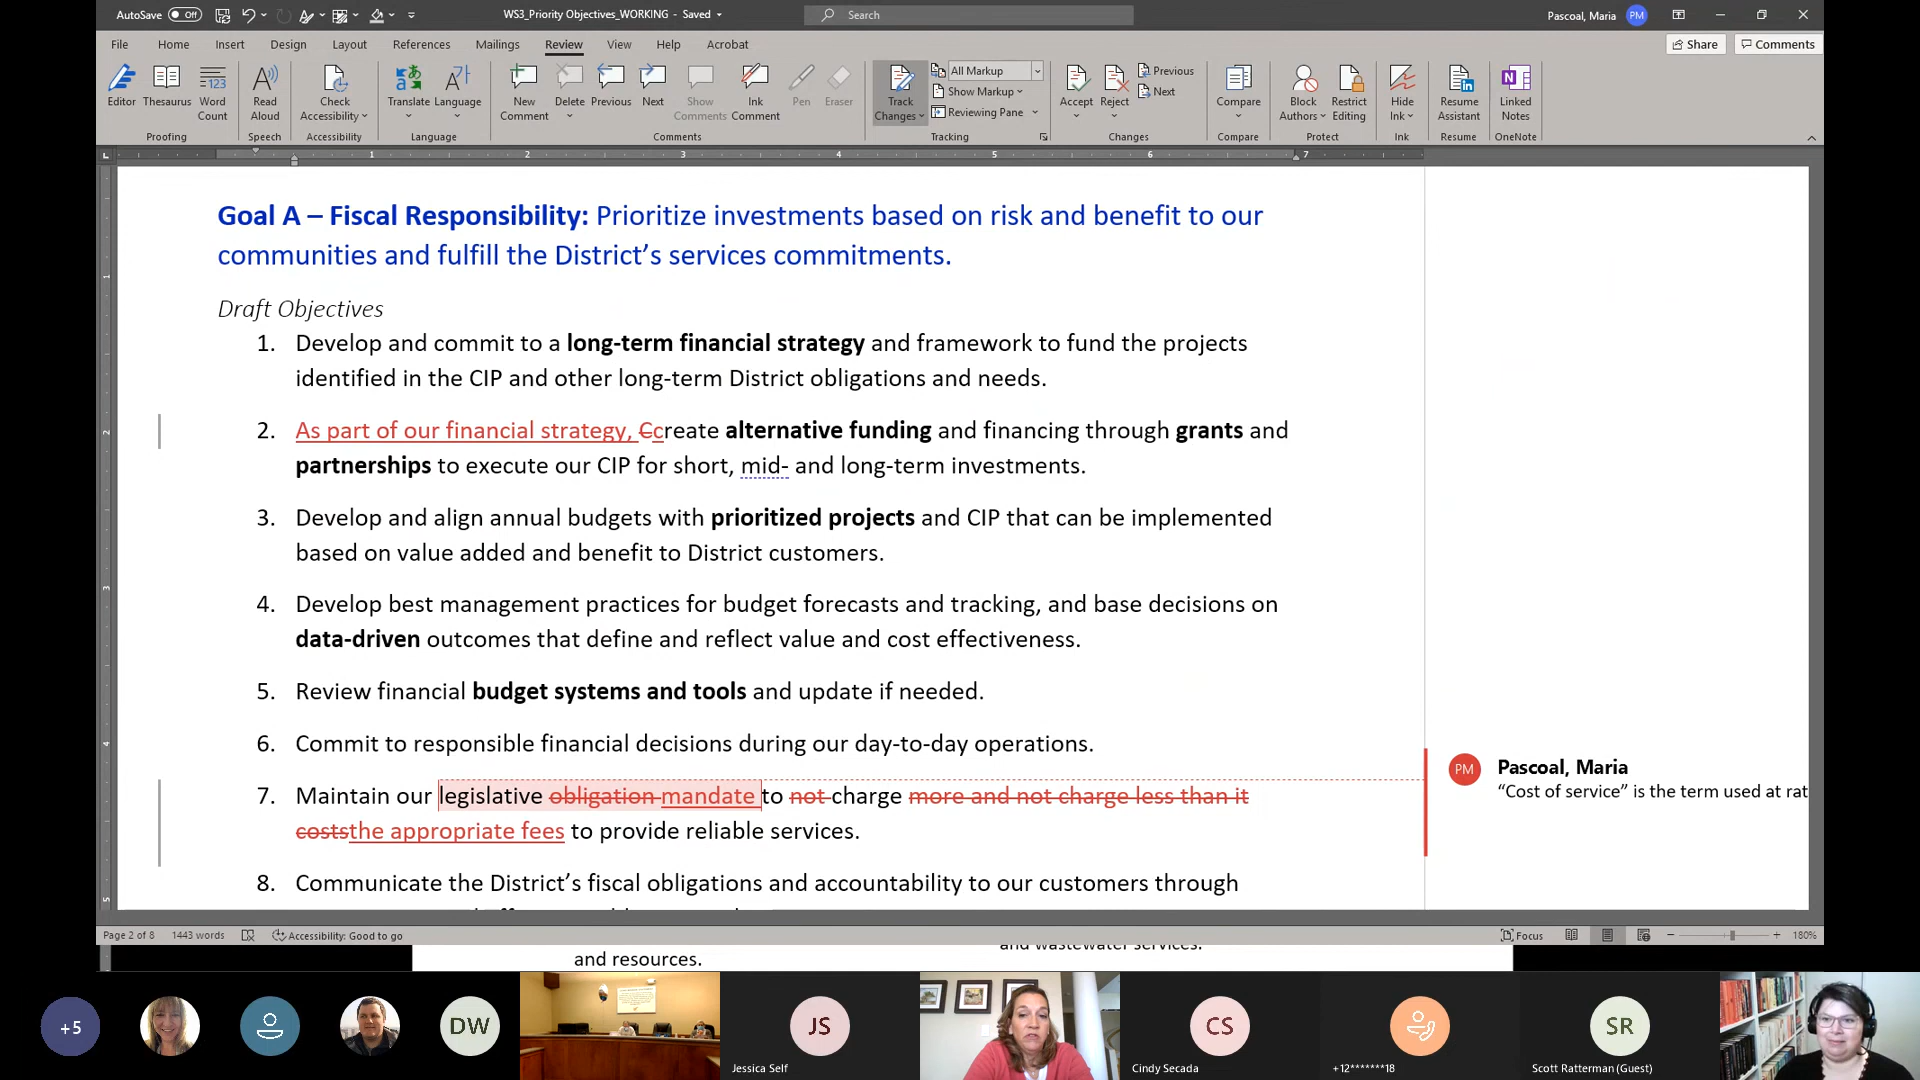 AutoSave Off WS3_Priority Objectives_WORKING - Saved Search Pascoal, Maria PM
File Home Insert Design Layout References Mailings Review View Help Acrobat Share Comments
Editor Thesaurus Word Count Read Aloud Check Accessibility Translate Language New Comment Delete Previous Next Show Comments Ink Comment Pen Eraser Track Changes All Markup Show Markup Reviewing Pane Accept Reject Previous Next Compare Block Authors Restrict Editing Hide Ink Resume Assistant Linked Notes
Proofing Speech Accessibility Language Comments Tracking Changes Compare Protect Ink Resume OneNote
1 2 3 4 5 6 7
Goal A – Fiscal Responsibility: Prioritize investments based on risk and benefit to our
communities and fulfill the District’s services commitments.
Draft Objectives
1. Develop and commit to a long-term financial strategy and framework to fund the projects
identified in the CIP and other long-term District obligations and needs.
2. As part of our financial strategy, Ccreate alternative funding and financing through grants and
partnerships to execute our CIP for short, mid- and long-term investments.
3. Develop and align annual budgets with prioritized projects and CIP that can be implemented
based on value added and benefit to District customers.
4. Develop best management practices for budget forecasts and tracking, and base decisions on
data-driven outcomes that define and reflect value and cost effectiveness.
5. Review financial budget systems and tools and update if needed.
6. Commit to responsible financial decisions during our day-to-day operations.
7. Maintain our legislative obligation mandate to not charge more and not charge less than it
coststhe appropriate fees to provide reliable services.
8. Communicate the District’s fiscal obligations and accountability to our customers through
PM Pascoal, Maria
“Cost of service” is the term used at rat
Page 2 of 8 1443 words Accessibility: Good to go Focus 180%
and wastewater services.
and resources.
+5 DW JS CS SR
Jessica Self Cindy Secada +12*******18 Scott Ratterman (Guest)